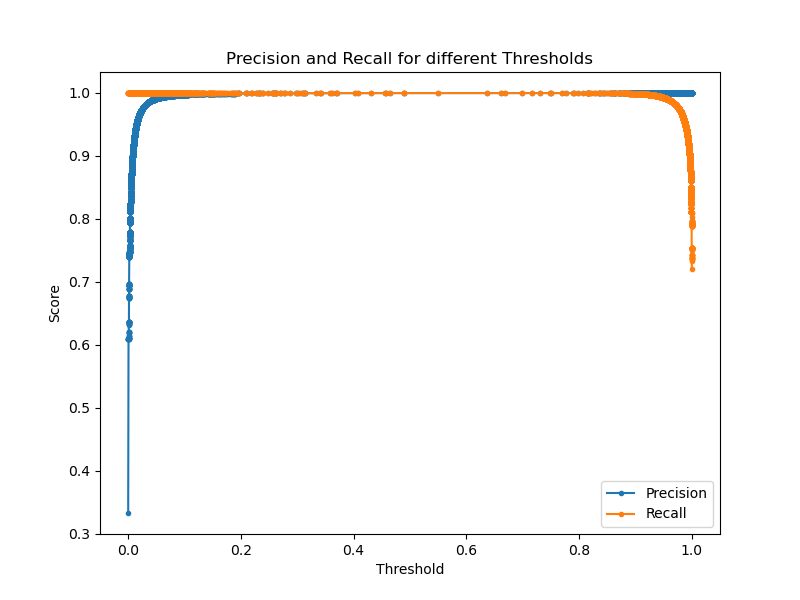 Precision and Recall for different Thresholds
1.0
0.9
0.8
0.7
0.6
0.5
0.4
0.3
Score
0.0 0.2 0.4 0.6 0.8 1.0
Threshold
Precision
Recall